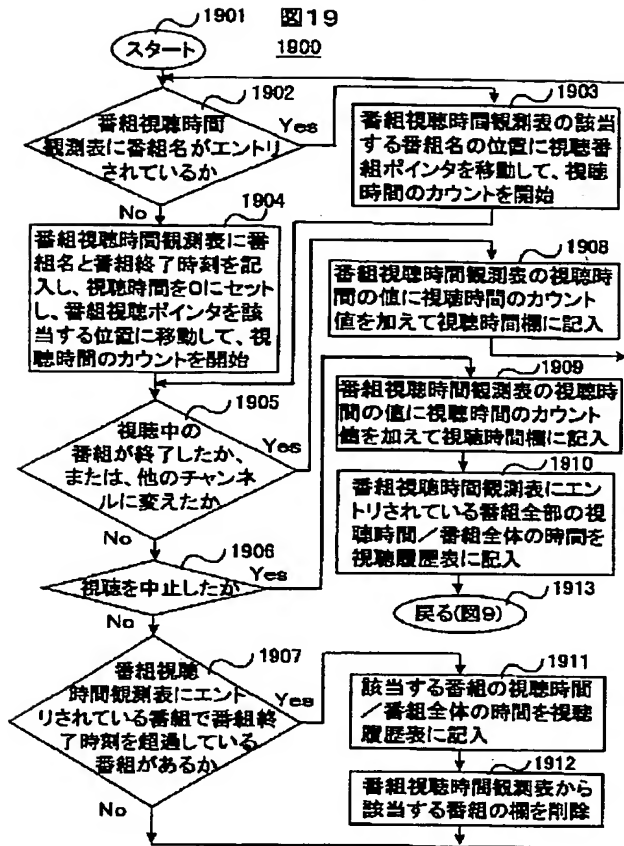 図19
1900
1901
スタート
1902
番組視聴時間
観測表に番組名がエントリ
されているか
Yes
No
1903
番組視聴時間観測表の該当
する番組名の位置に視聴番
組ポインタを移動して、視聴
時間のカウントを開始
1904
番組視聴時間観測表に番
組名と番組終了時刻を記
入し、視聴時間を0にセット
し、番組視聴ポインタを該
当する位置に移動して、視
聴時間のカウントを開始
1905
視聴中の
番組が終了したか、
または、他のチャンネ
ルに変えたか
Yes
No
1908
番組視聴時間観測表の視聴時
間の値に視聴時間のカウント
値を加えて視聴時間欄に記入
1906
視聴を中止したか
Yes
No
1909
番組視聴時間観測表の視聴時
間の値に視聴時間のカウント
値を加えて視聴時間欄に記入
1910
番組視聴時間観測表にエント
リされている番組全部の視
聴時間／番組全体の時間を
視聴履歴表に記入
1913
戻る(図9)
1907
番組視聴
時間観測表にエント
リされている番組で番組終
了時刻を超過している
番組があるか
Yes
No
1911
該当する番組の視聴時間
／番組全体の時間を視聴
履歴表に記入
1912
番組視聴時間観測表から
該当する番組の欄を削除